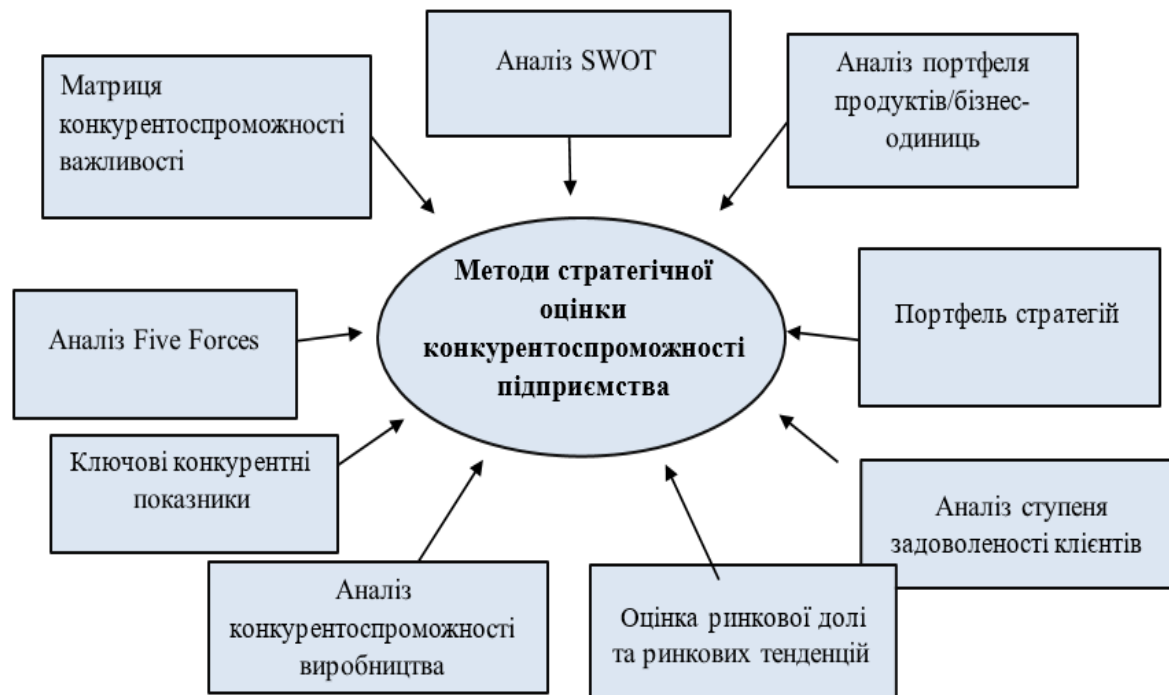 Аналіз SWOT
Аналіз портфеля
продуктів/бізнес-
одиниць
Матриця
конкурентоспроможності
важливості
Методи стратегічної
оцінки
конкурентоспроможності
підприємства
Портфель стратегій
Аналіз Five Forces
Ключові конкурентні
показники
Аналіз ступеня
задоволеності клієнтів
Аналіз
конкурентоспроможності
виробництва
Оцінка ринкової долі
та ринкових тенденцій